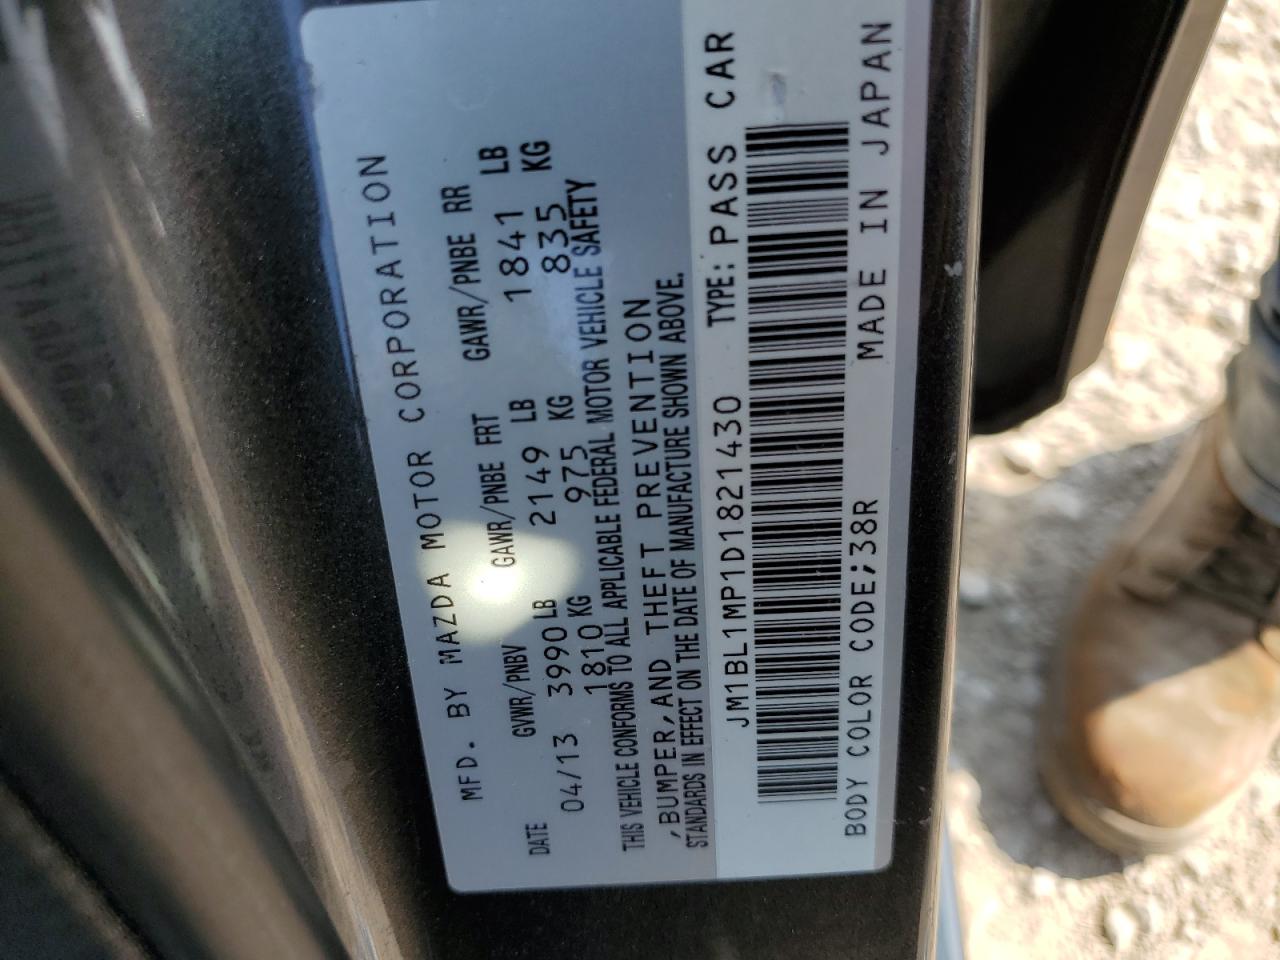 MFD. BY MAZDA MOTOR CORPORATION
DATE GVWR/PNBV GAWR/PNBE FRT GAWR/PNBE RR
04/13 3990 LB 2149 LB 1841 LB
1810 KG 975 KG 835 KG
THIS VEHICLE CONFORMS TO ALL APPLICABLE FEDERAL MOTOR VEHICLE SAFETY
,BUMPER,AND THEFT PREVENTION
STANDARDS IN EFFECT ON THE DATE OF MANUFACTURE SHOWN ABOVE.
JM1BL1MP1D1821430 TYPE: PASS CAR
BODY COLOR CODE;38R MADE IN JAPAN